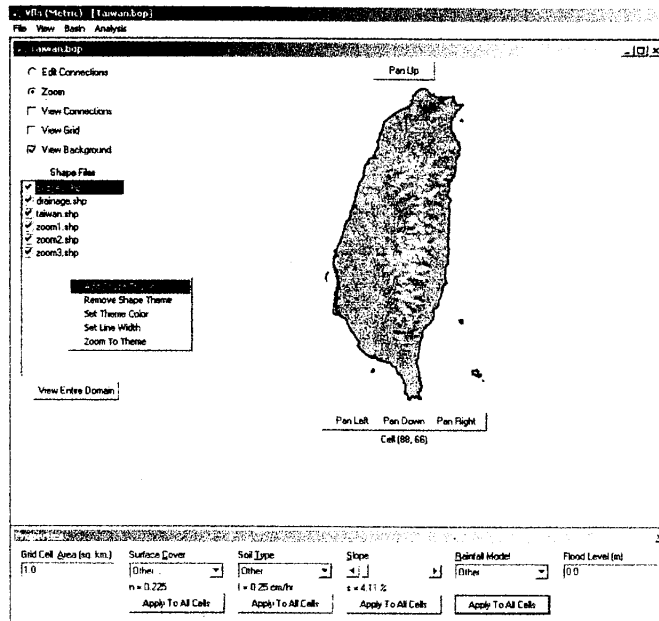 Vflo (Metric) - [Taiwan.bop]
File View Basin Analysis
Taiwan.bop
Edit Connections
Zoom
View Connections
View Grid
View Background
Shape Files
drainage.shp
taiwan.shp
zoom1.shp
zoom2.shp
zoom3.shp
Remove Shape Theme
Set Theme Color
Set Line Width
Zoom To Theme
View Entire Domain
Pan Up
Pan Left Pan Down Pan Right
Cell (88, 66)
Grid Cell Area (sq. km.) Surface Cover Soil Type Slope Rainfall Model Flood Level (m)
1.0 Other Other Other 0.0
n = 0.225 I = 0.25 cm/hr s = 4.11 %
Apply To All Cells Apply To All Cells Apply To All Cells Apply To All Cells